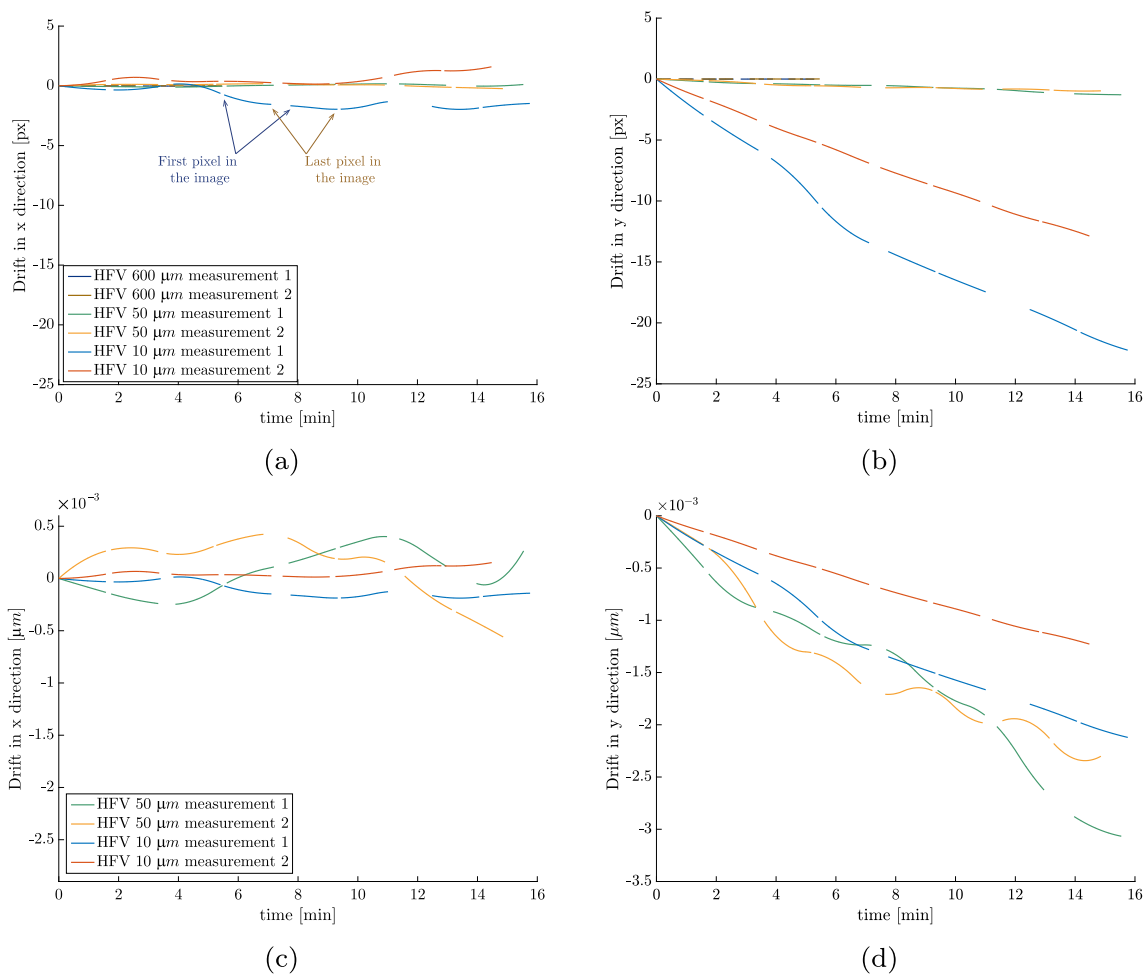 5
0
-5
-10
-15
-20
-25
Drift in x direction [px]
First pixel in
the image
Last pixel in
the image
HFV 600 µm measurement 1
HFV 600 µm measurement 2
HFV 50 µm measurement 1
HFV 50 µm measurement 2
HFV 10 µm measurement 1
HFV 10 µm measurement 2
0 2 4 6 8 10 12 14 16
time [min]
(a)
5
0
-5
-10
-15
-20
-25
Drift in y direction [px]
0 2 4 6 8 10 12 14 16
time [min]
(b)
×10⁻³
0.5
0
-0.5
-1
-1.5
-2
-2.5
Drift in x direction [µm]
HFV 50 µm measurement 1
HFV 50 µm measurement 2
HFV 10 µm measurement 1
HFV 10 µm measurement 2
0 2 4 6 8 10 12 14 16
time [min]
(c)
×10⁻³
0
-0.5
-1
-1.5
-2
-2.5
-3
-3.5
Drift in y direction [µm]
0 2 4 6 8 10 12 14 16
time [min]
(d)